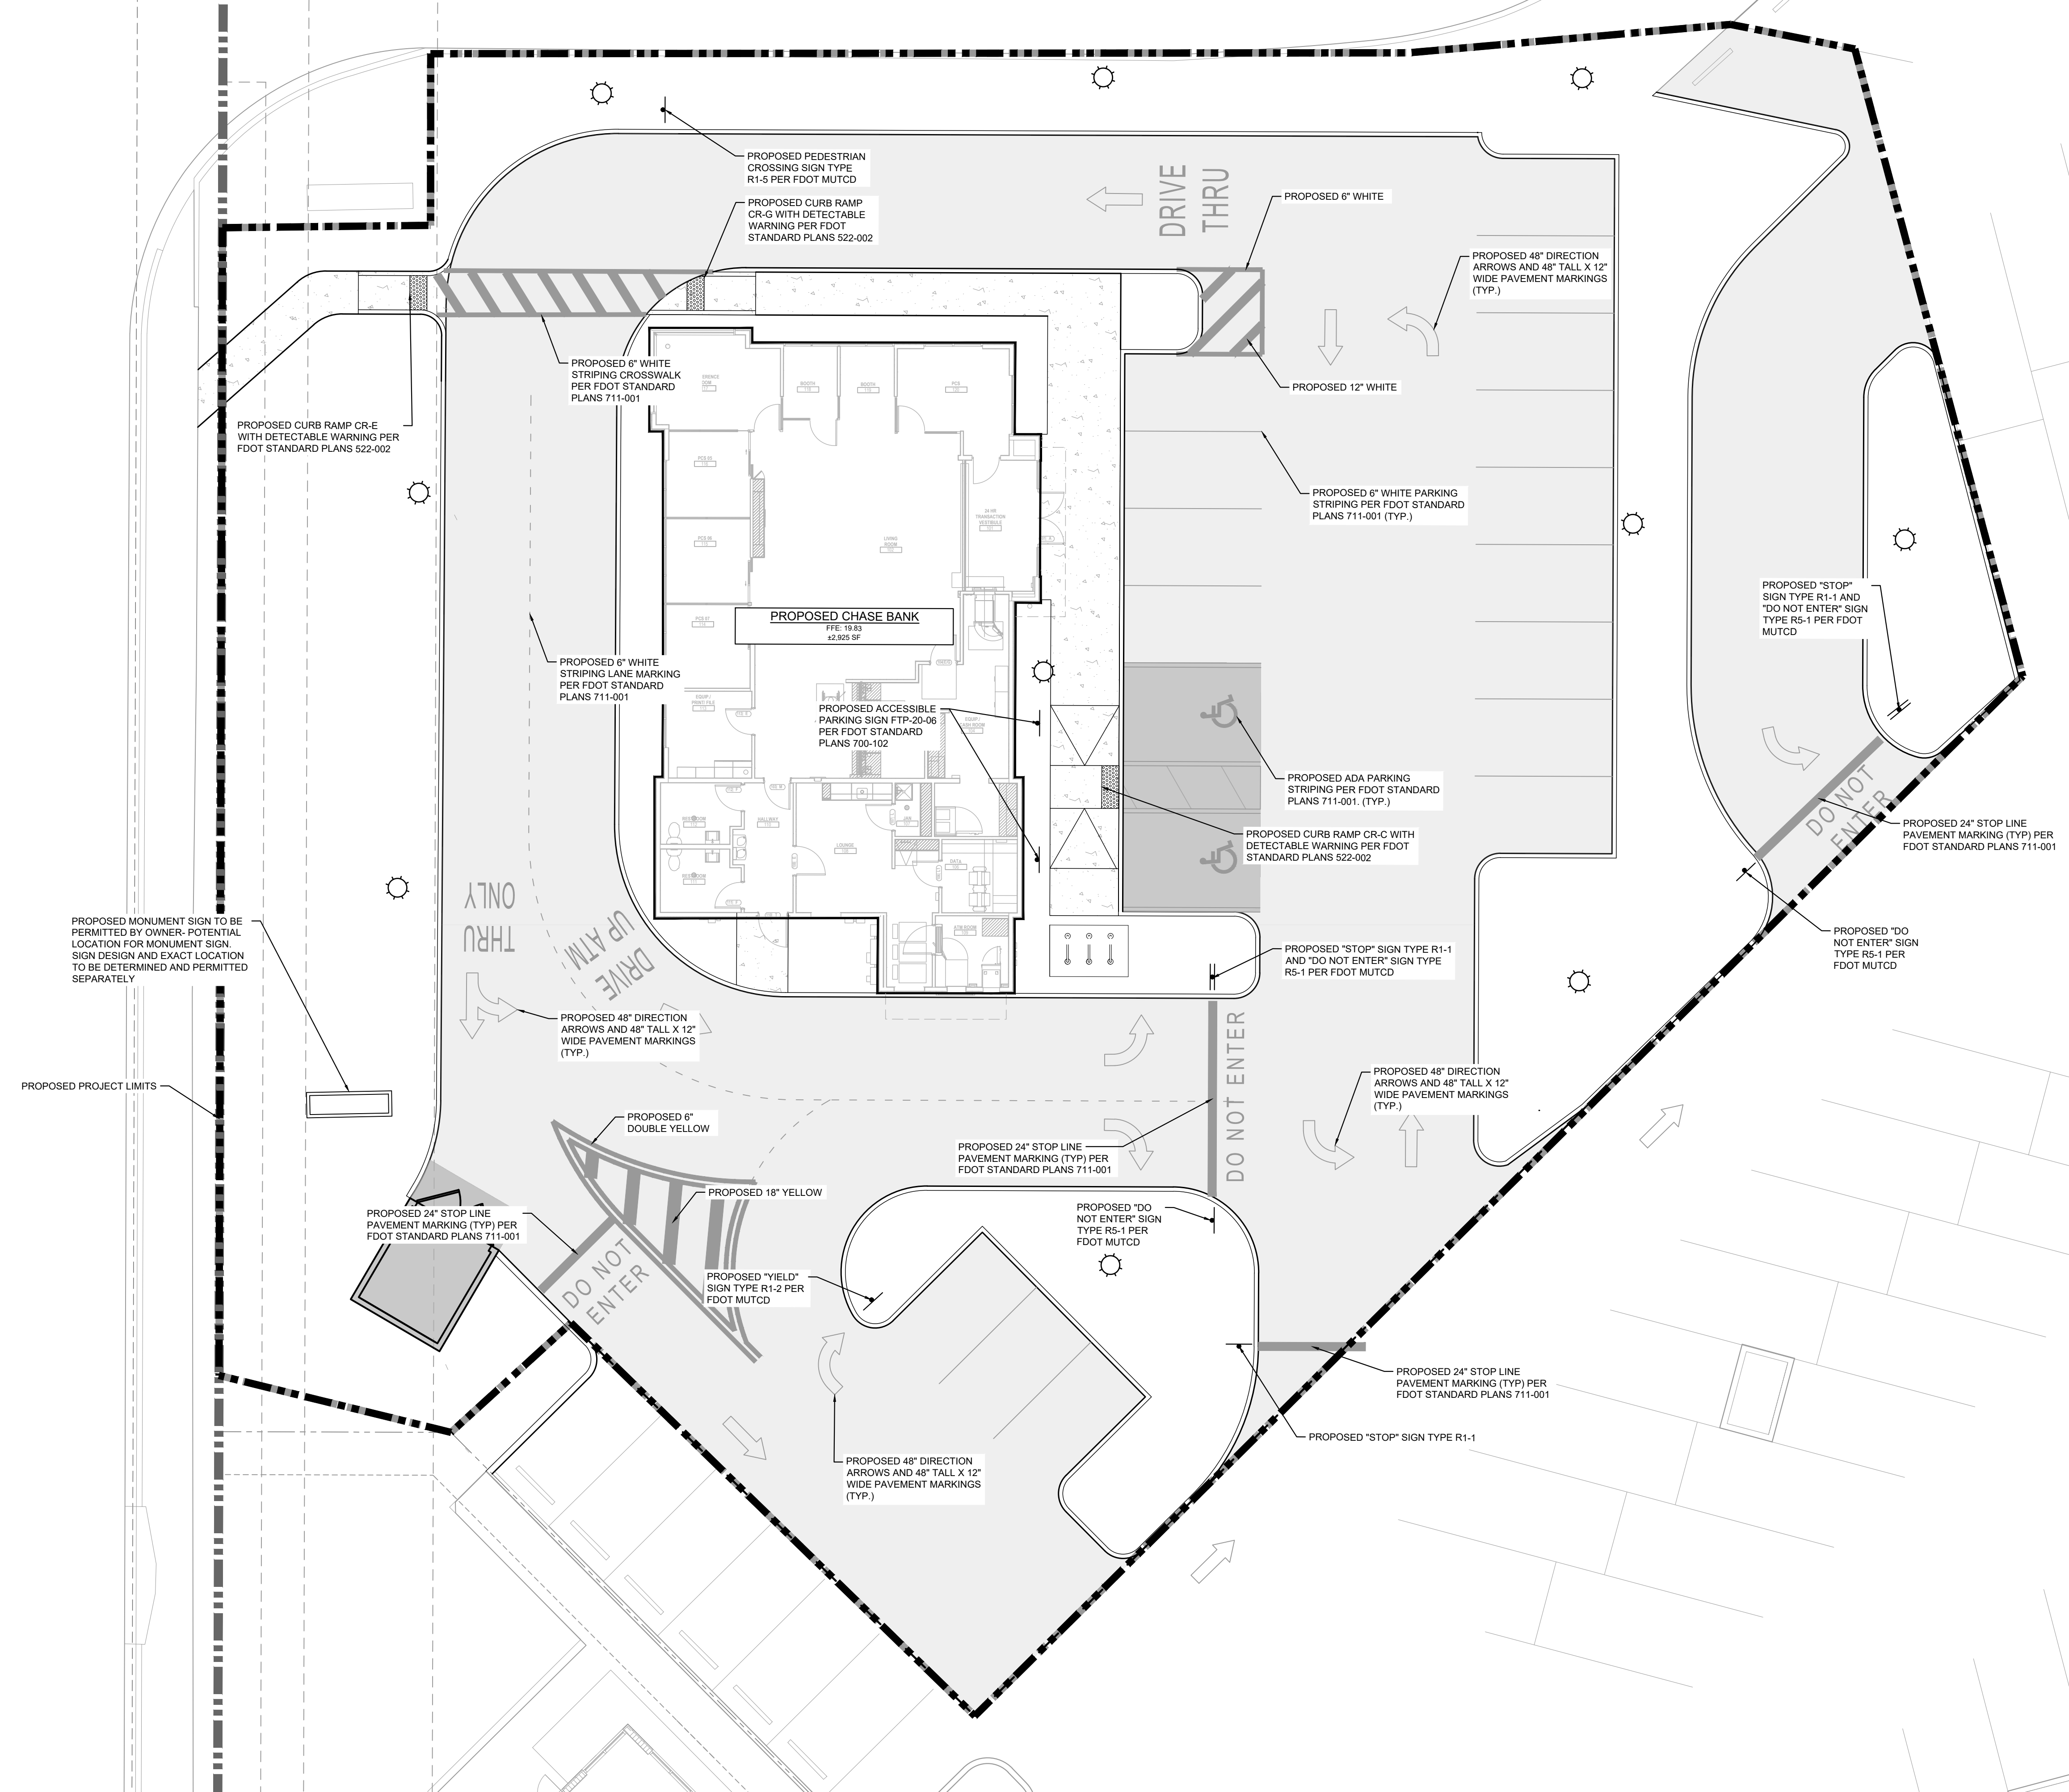 PROPOSED PEDESTRIAN
CROSSING SIGN TYPE
R1-5 PER FDOT MUTCD
PROPOSED CURB RAMP
CR-G WITH DETECTABLE
WARNING PER FDOT
STANDARD PLANS 522-002
DRIVE
THRU
PROPOSED 6" WHITE
PROPOSED 48" DIRECTION
ARROWS AND 48" TALL X 12"
WIDE PAVEMENT MARKINGS
(TYP.)
PROPOSED 6" WHITE
STRIPING CROSSWALK
PER FDOT STANDARD
PLANS 711-001
PROPOSED 12" WHITE
PROPOSED CURB RAMP CR-E
WITH DETECTABLE WARNING PER
FDOT STANDARD PLANS 522-002
BOOTH
BOOTH
PCS
PROPOSED 6" WHITE PARKING
STRIPING PER FDOT STANDARD
PLANS 711-001 (TYP.)
24 HR
TRANSACTION
VESTIBULE
LIVING
ROOM
PROPOSED "STOP"
SIGN TYPE R1-1 AND
"DO NOT ENTER" SIGN
TYPE R5-1 PER FDOT
MUTCD
PROPOSED CHASE BANK
FFE: 19.83
±2,925 SF
PROPOSED 6" WHITE
STRIPING LANE MARKING
PER FDOT STANDARD
PLANS 711-001
EQUIP./
PRINT/ FILE
PROPOSED ACCESSIBLE
PARKING SIGN FTP-20-06
PER FDOT STANDARD
PLANS 700-102
PROPOSED ADA PARKING
STRIPING PER FDOT STANDARD
PLANS 711-001. (TYP.)
PROPOSED CURB RAMP CR-C WITH
DETECTABLE WARNING PER FDOT
STANDARD PLANS 522-002
DO NOT
ENTER
PROPOSED 24" STOP LINE
PAVEMENT MARKING (TYP) PER
FDOT STANDARD PLANS 711-001
HALLWAY
LOUNGE
JAN
DATA
ATM ROOM
ONLY
THRU
DRIVE
UP ATM
PROPOSED MONUMENT SIGN TO BE
PERMITTED BY OWNER- POTENTIAL
LOCATION FOR MONUMENT SIGN.
SIGN DESIGN AND EXACT LOCATION
TO BE DETERMINED AND PERMITTED
SEPARATELY
PROPOSED "STOP" SIGN TYPE R1-1
AND "DO NOT ENTER" SIGN TYPE
R5-1 PER FDOT MUTCD
PROPOSED "DO
NOT ENTER" SIGN
TYPE R5-1 PER
FDOT MUTCD
PROPOSED 48" DIRECTION
ARROWS AND 48" TALL X 12"
WIDE PAVEMENT MARKINGS
(TYP.)
DO NOT ENTER
PROPOSED 48" DIRECTION
ARROWS AND 48" TALL X 12"
WIDE PAVEMENT MARKINGS
(TYP.)
PROPOSED PROJECT LIMITS
PROPOSED 6"
DOUBLE YELLOW
PROPOSED 24" STOP LINE
PAVEMENT MARKING (TYP) PER
FDOT STANDARD PLANS 711-001
PROPOSED 18" YELLOW
PROPOSED 24" STOP LINE
PAVEMENT MARKING (TYP) PER
FDOT STANDARD PLANS 711-001
PROPOSED "DO
NOT ENTER" SIGN
TYPE R5-1 PER
FDOT MUTCD
DO NOT
ENTER
PROPOSED "YIELD"
SIGN TYPE R1-2 PER
FDOT MUTCD
PROPOSED 24" STOP LINE
PAVEMENT MARKING (TYP) PER
FDOT STANDARD PLANS 711-001
PROPOSED "STOP" SIGN TYPE R1-1
PROPOSED 48" DIRECTION
ARROWS AND 48" TALL X 12"
WIDE PAVEMENT MARKINGS
(TYP.)